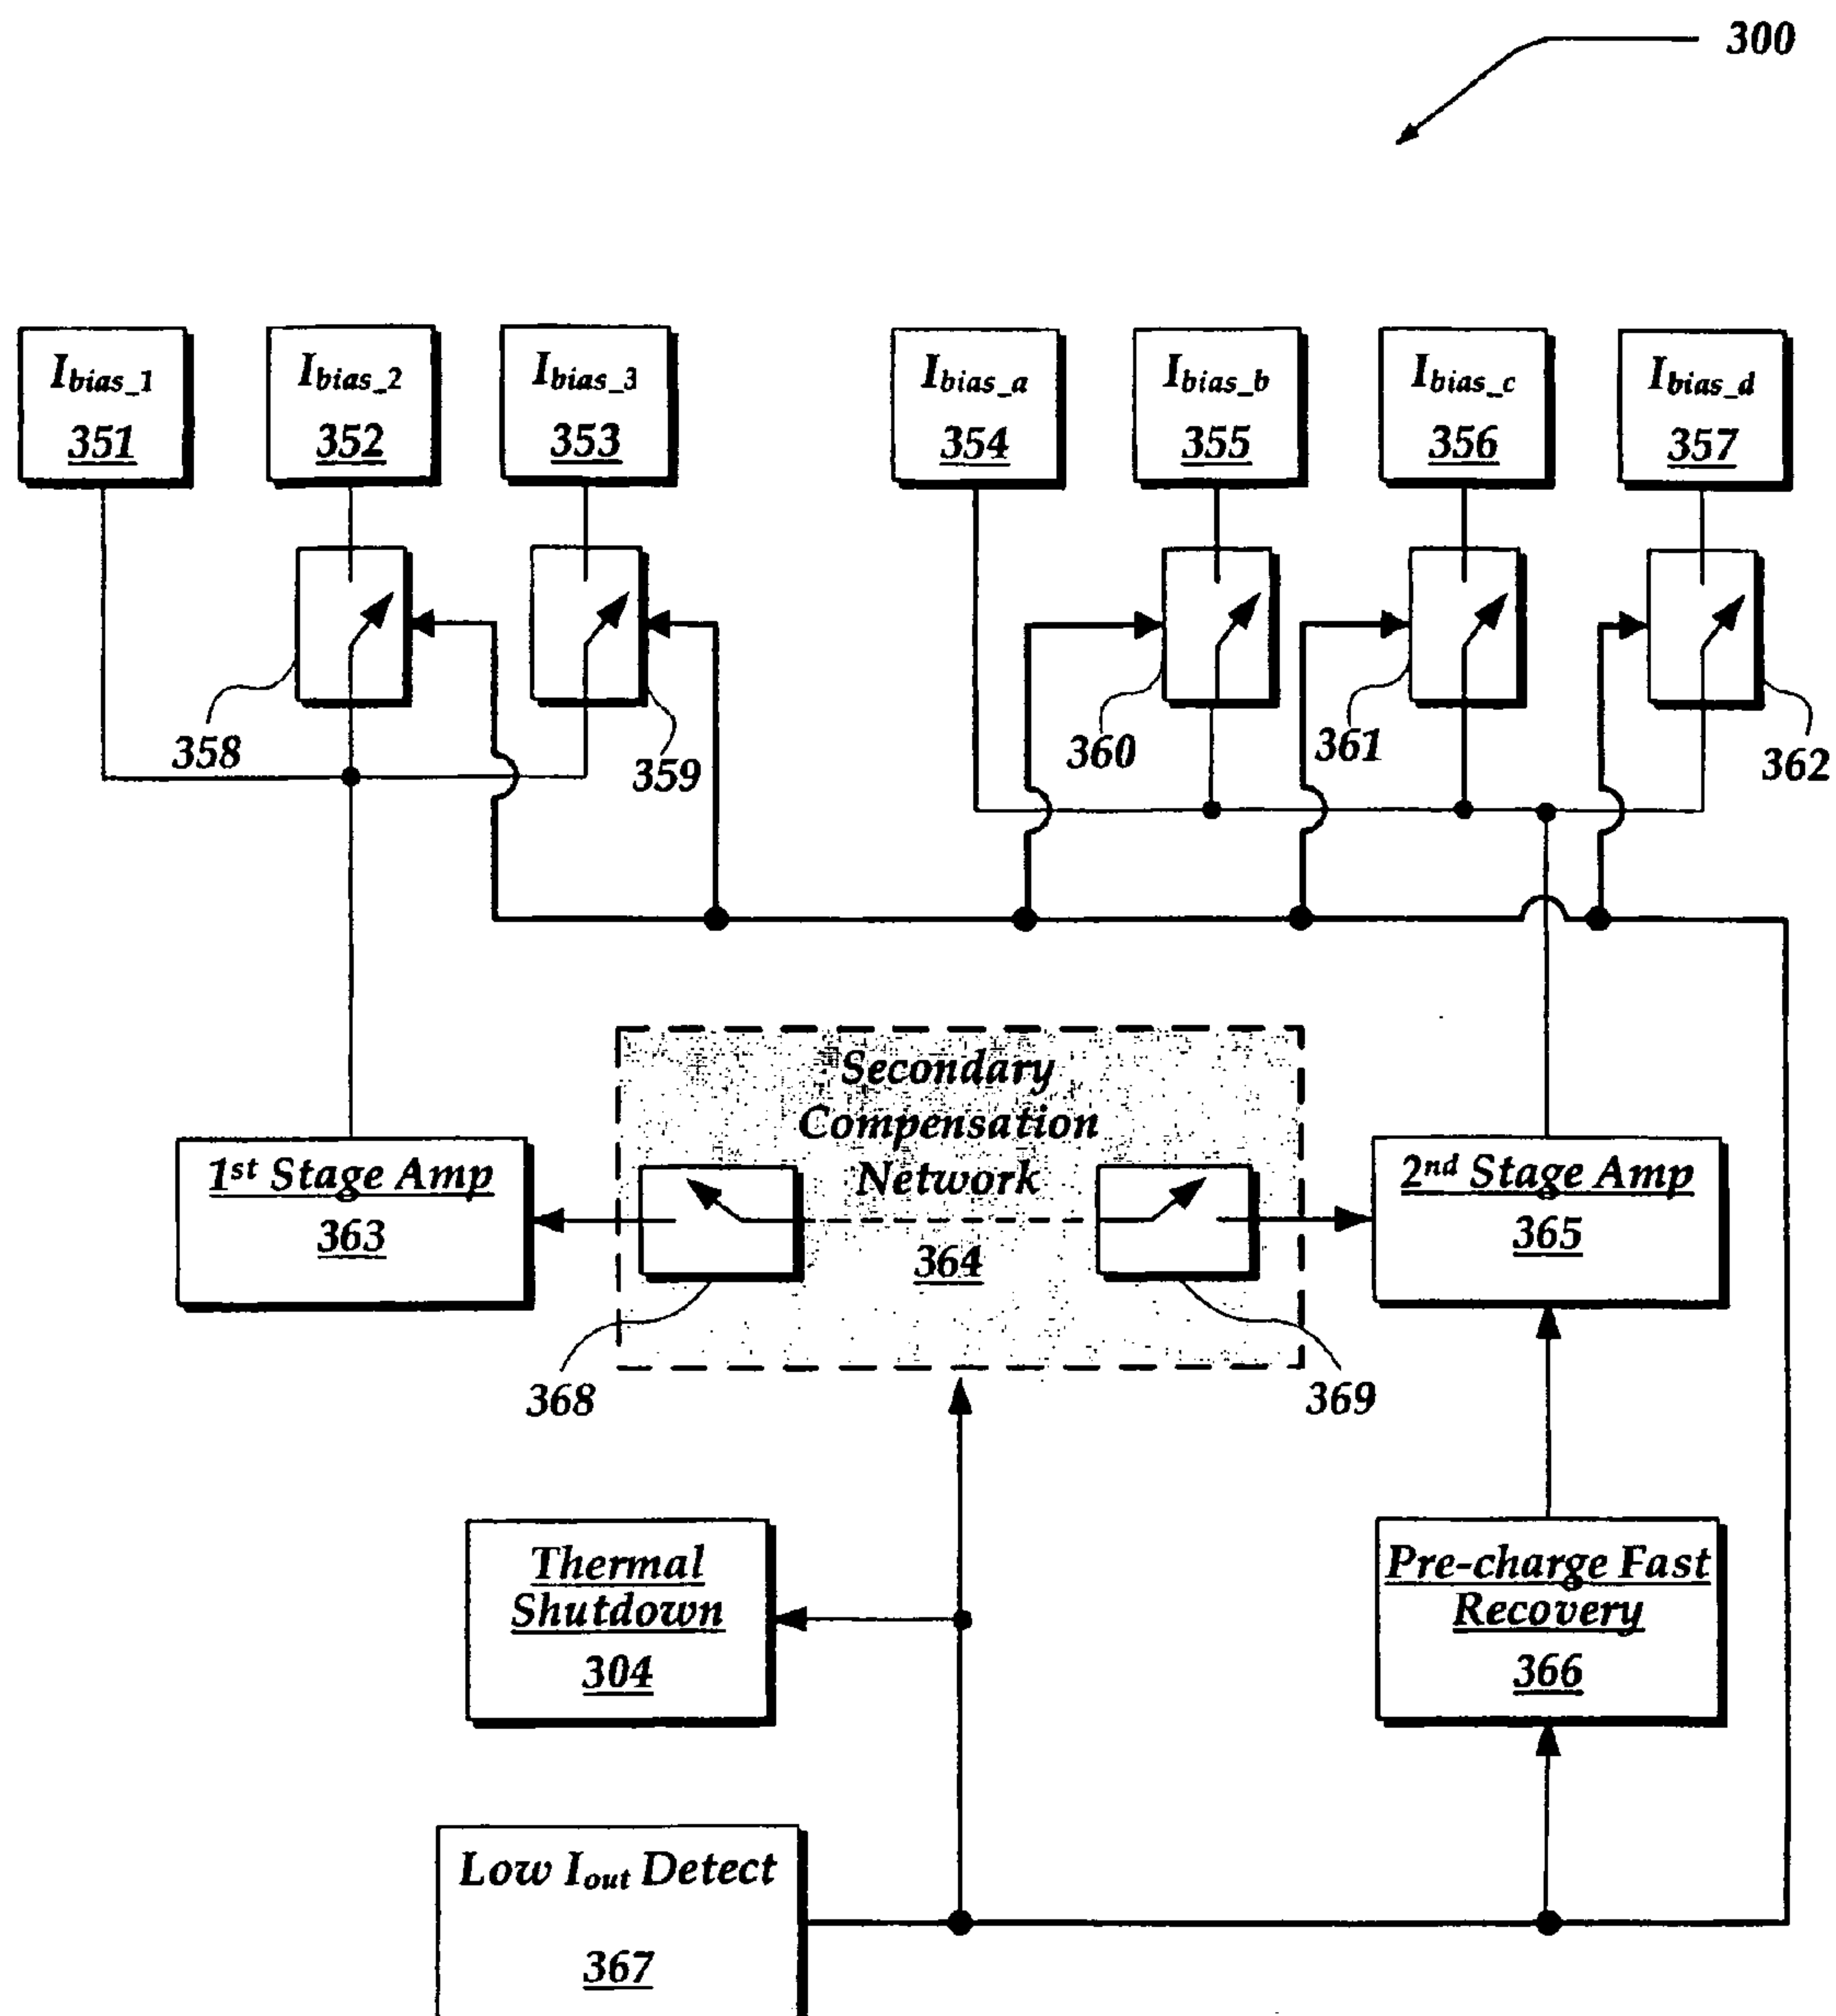 300
Ibias_1
351
Ibias_2
352
Ibias_3
353
Ibias_a
354
Ibias_b
355
Ibias_c
356
Ibias_d
357
358
359
360
361
362
Secondary
Compensation
Network
364
1st Stage Amp
363
2nd Stage Amp
365
368
369
Thermal
Shutdown
304
Pre-charge Fast
Recovery
366
Low Iout Detect
367